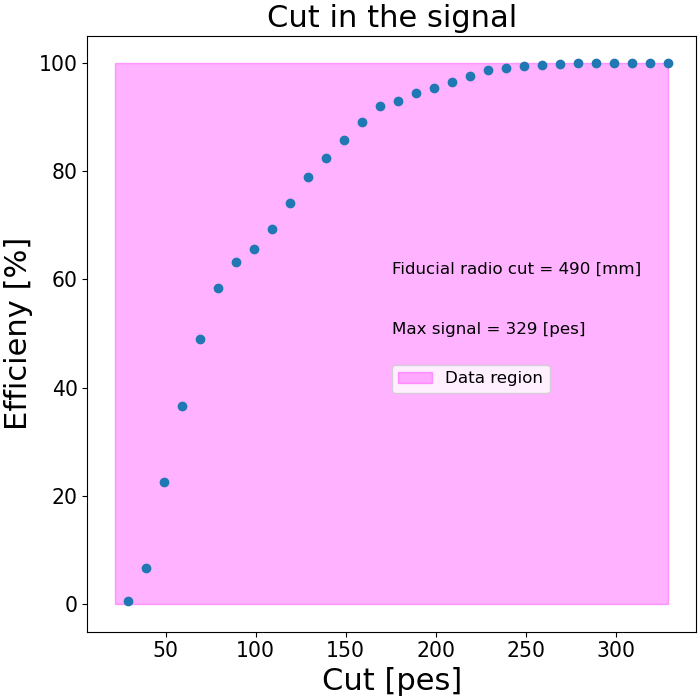 Cut in the signal
Efficieny [%]
100
80
60
40
20
0
Fiducial radio cut = 490 [mm]
Max signal = 329 [pes]
Data region
50 100 150 200 250 300
Cut [pes]